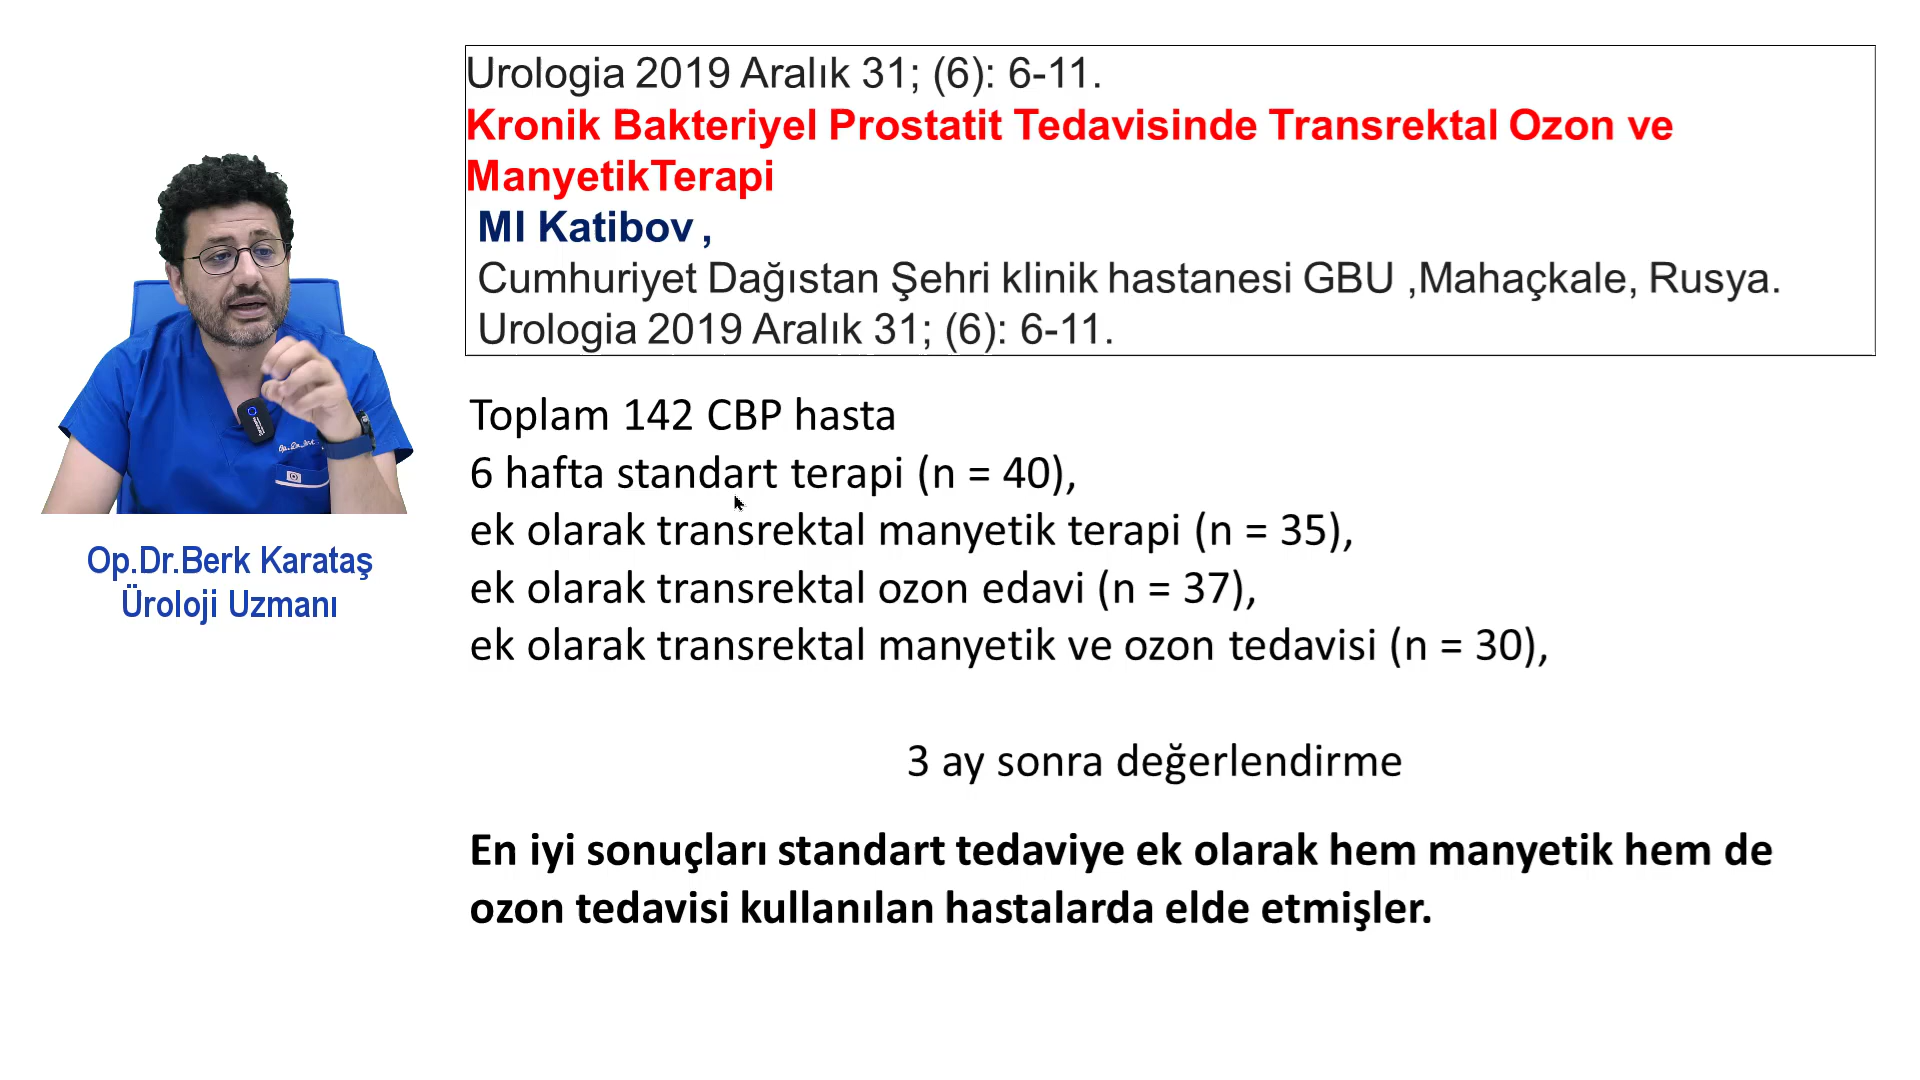 Urologia 2019 Aralık 31; (6): 6-11.
Kronik Bakteriyel Prostatit Tedavisinde Transrektal Ozon ve
ManyetikTerapi
MI Katibov ,
Cumhuriyet Dağıstan Şehri klinik hastanesi GBU ,Mahaçkale, Rusya.
Urologia 2019 Aralık 31; (6): 6-11.
Toplam 142 CBP hasta
6 hafta standart terapi (n = 40),
ek olarak transrektal manyetik terapi (n = 35),
ek olarak transrektal ozon edavi (n = 37),
ek olarak transrektal manyetik ve ozon tedavisi (n = 30),
3 ay sonra değerlendirme
En iyi sonuçları standart tedaviye ek olarak hem manyetik hem de
ozon tedavisi kullanılan hastalarda elde etmişler.
Op.Dr.Berk Karataş
Üroloji Uzmanı